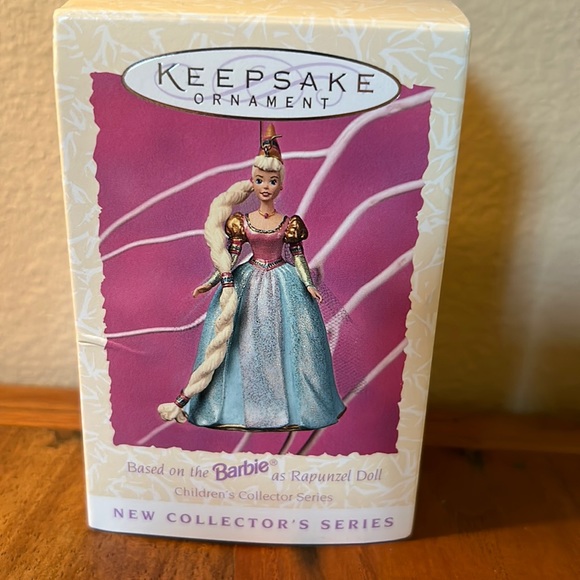 KEEPSAKE
ORNAMENT
Based on the Barbie® as Rapunzel Doll
Children's Collector Series
NEW COLLECTOR'S SERIES